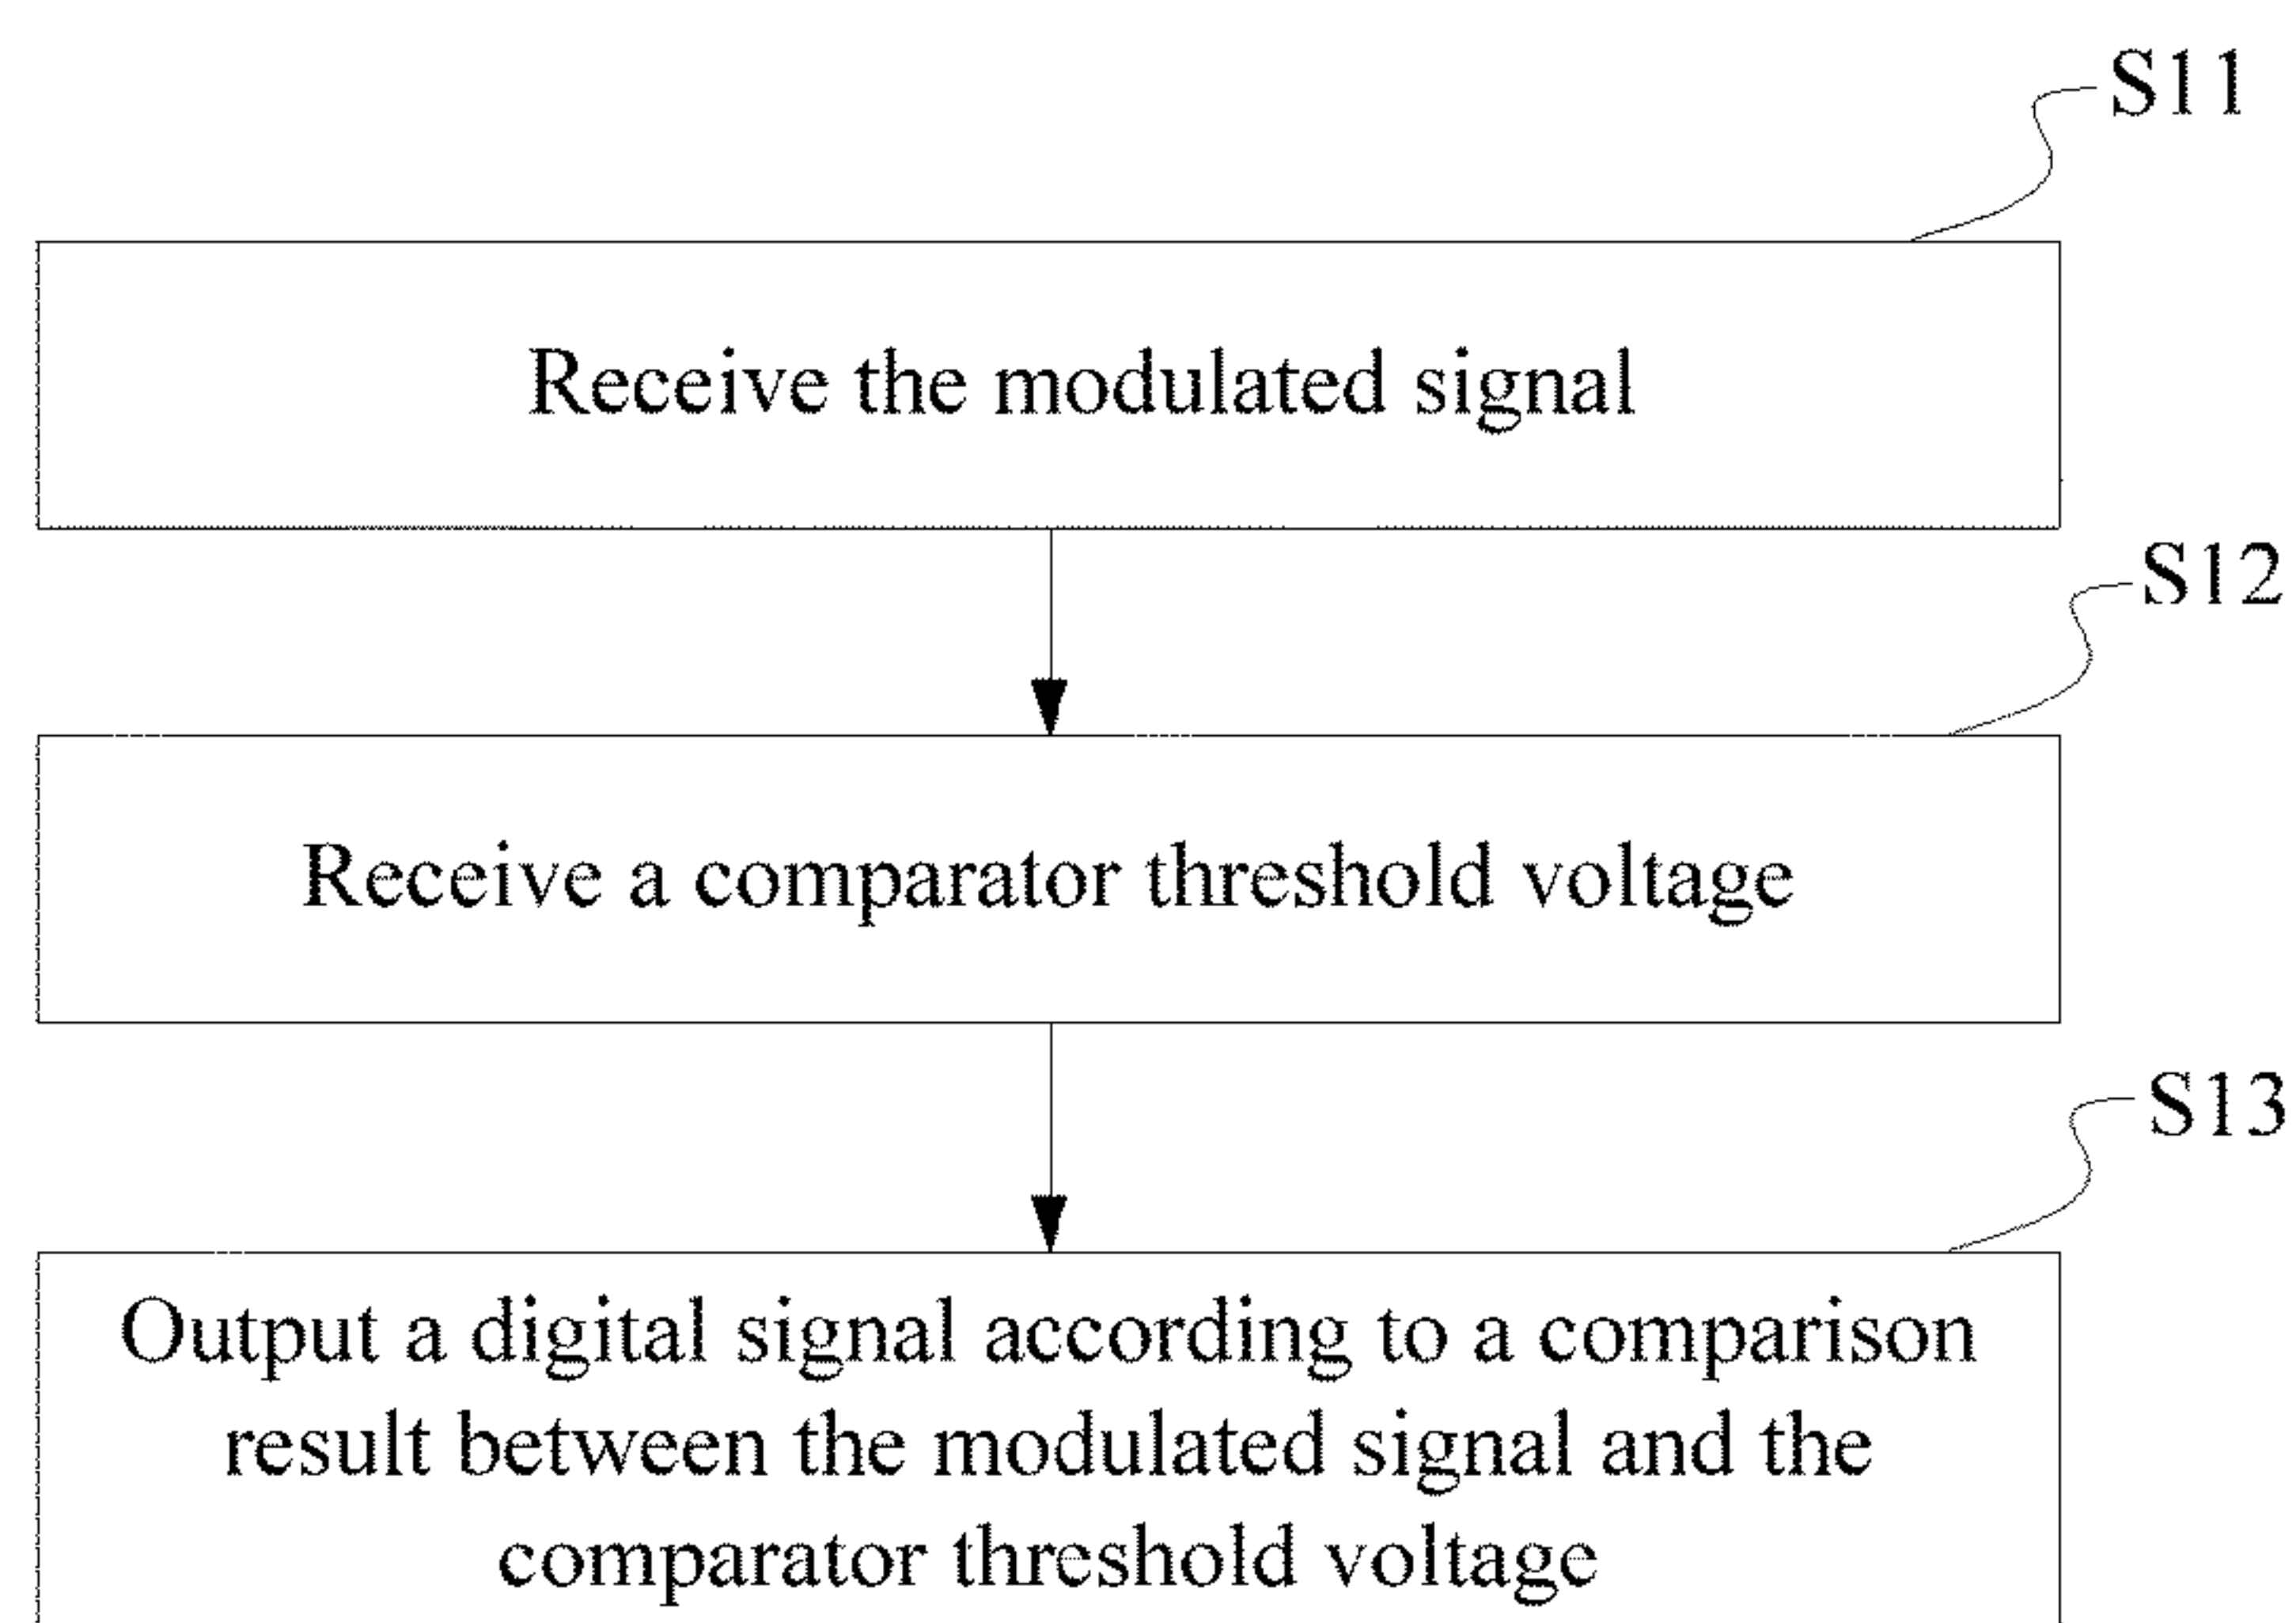 S11
Receive the modulated signal
S12
Receive a comparator threshold voltage
S13
Output a digital signal according to a comparison
result between the modulated signal and the
comparator threshold voltage